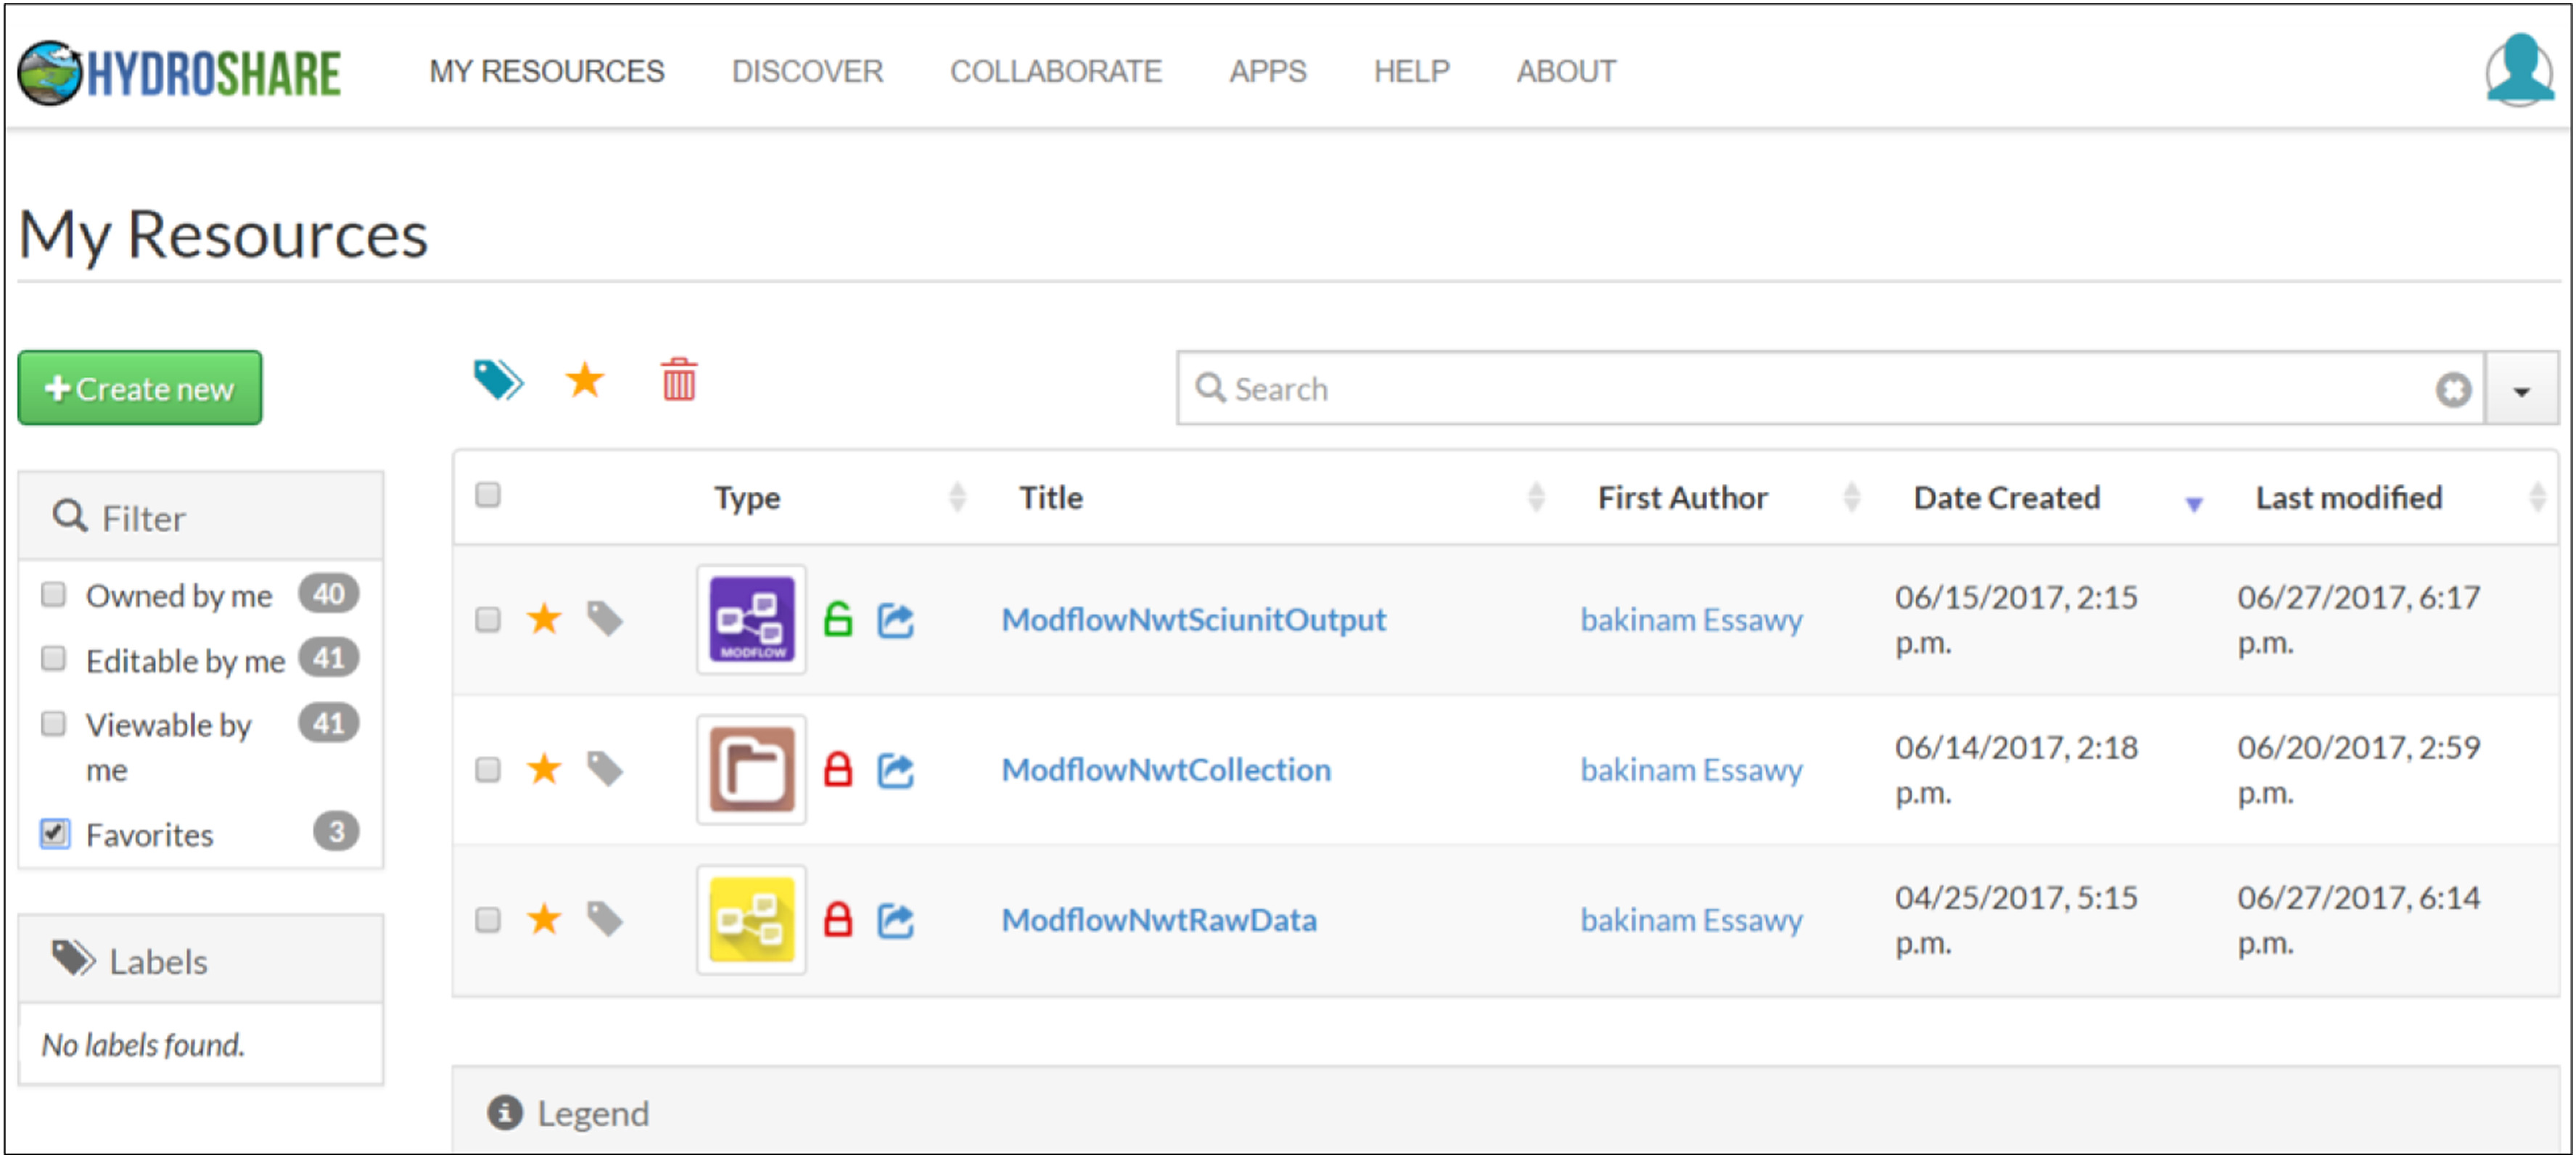 HYDROSHARE MY RESOURCES DISCOVER COLLABORATE APPS HELP ABOUT
My Resources
Create new
Search
Filter
Owned by me 40
Editable by me 41
Viewable by me 41
Favorites 3
Labels
No labels found.
Type Title First Author Date Created Last modified
MODFLOW ModflowNwtSciunitOutput bakinam Essawy 06/15/2017, 2:15 p.m. 06/27/2017, 6:17 p.m.
ModflowNwtCollection bakinam Essawy 06/14/2017, 2:18 p.m. 06/20/2017, 2:59 p.m.
ModflowNwtRawData bakinam Essawy 04/25/2017, 5:15 p.m. 06/27/2017, 6:14 p.m.
Legend